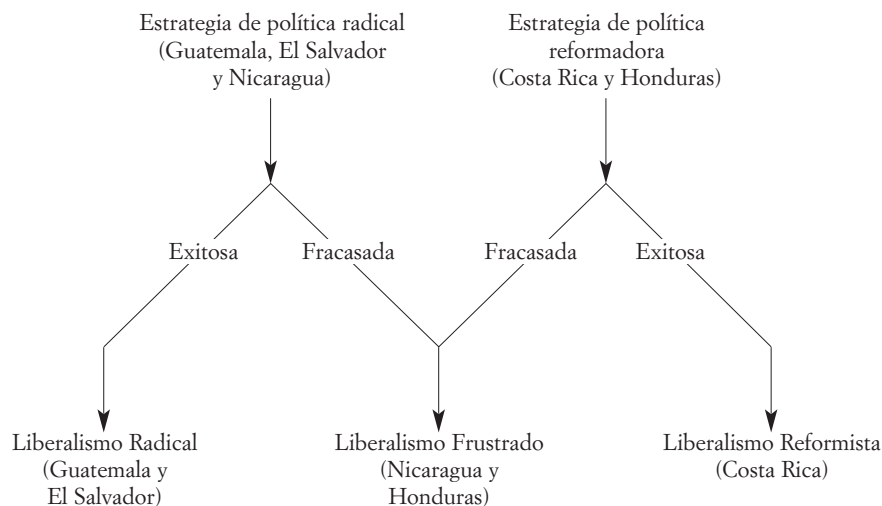 Estrategia de política radical
(Guatemala, El Salvador
y Nicaragua)
Estrategia de política
reformadora
(Costa Rica y Honduras)
Exitosa
Fracasada
Fracasada
Exitosa
Liberalismo Radical
(Guatemala y
El Salvador)
Liberalismo Frustrado
(Nicaragua y
Honduras)
Liberalismo Reformista
(Costa Rica)